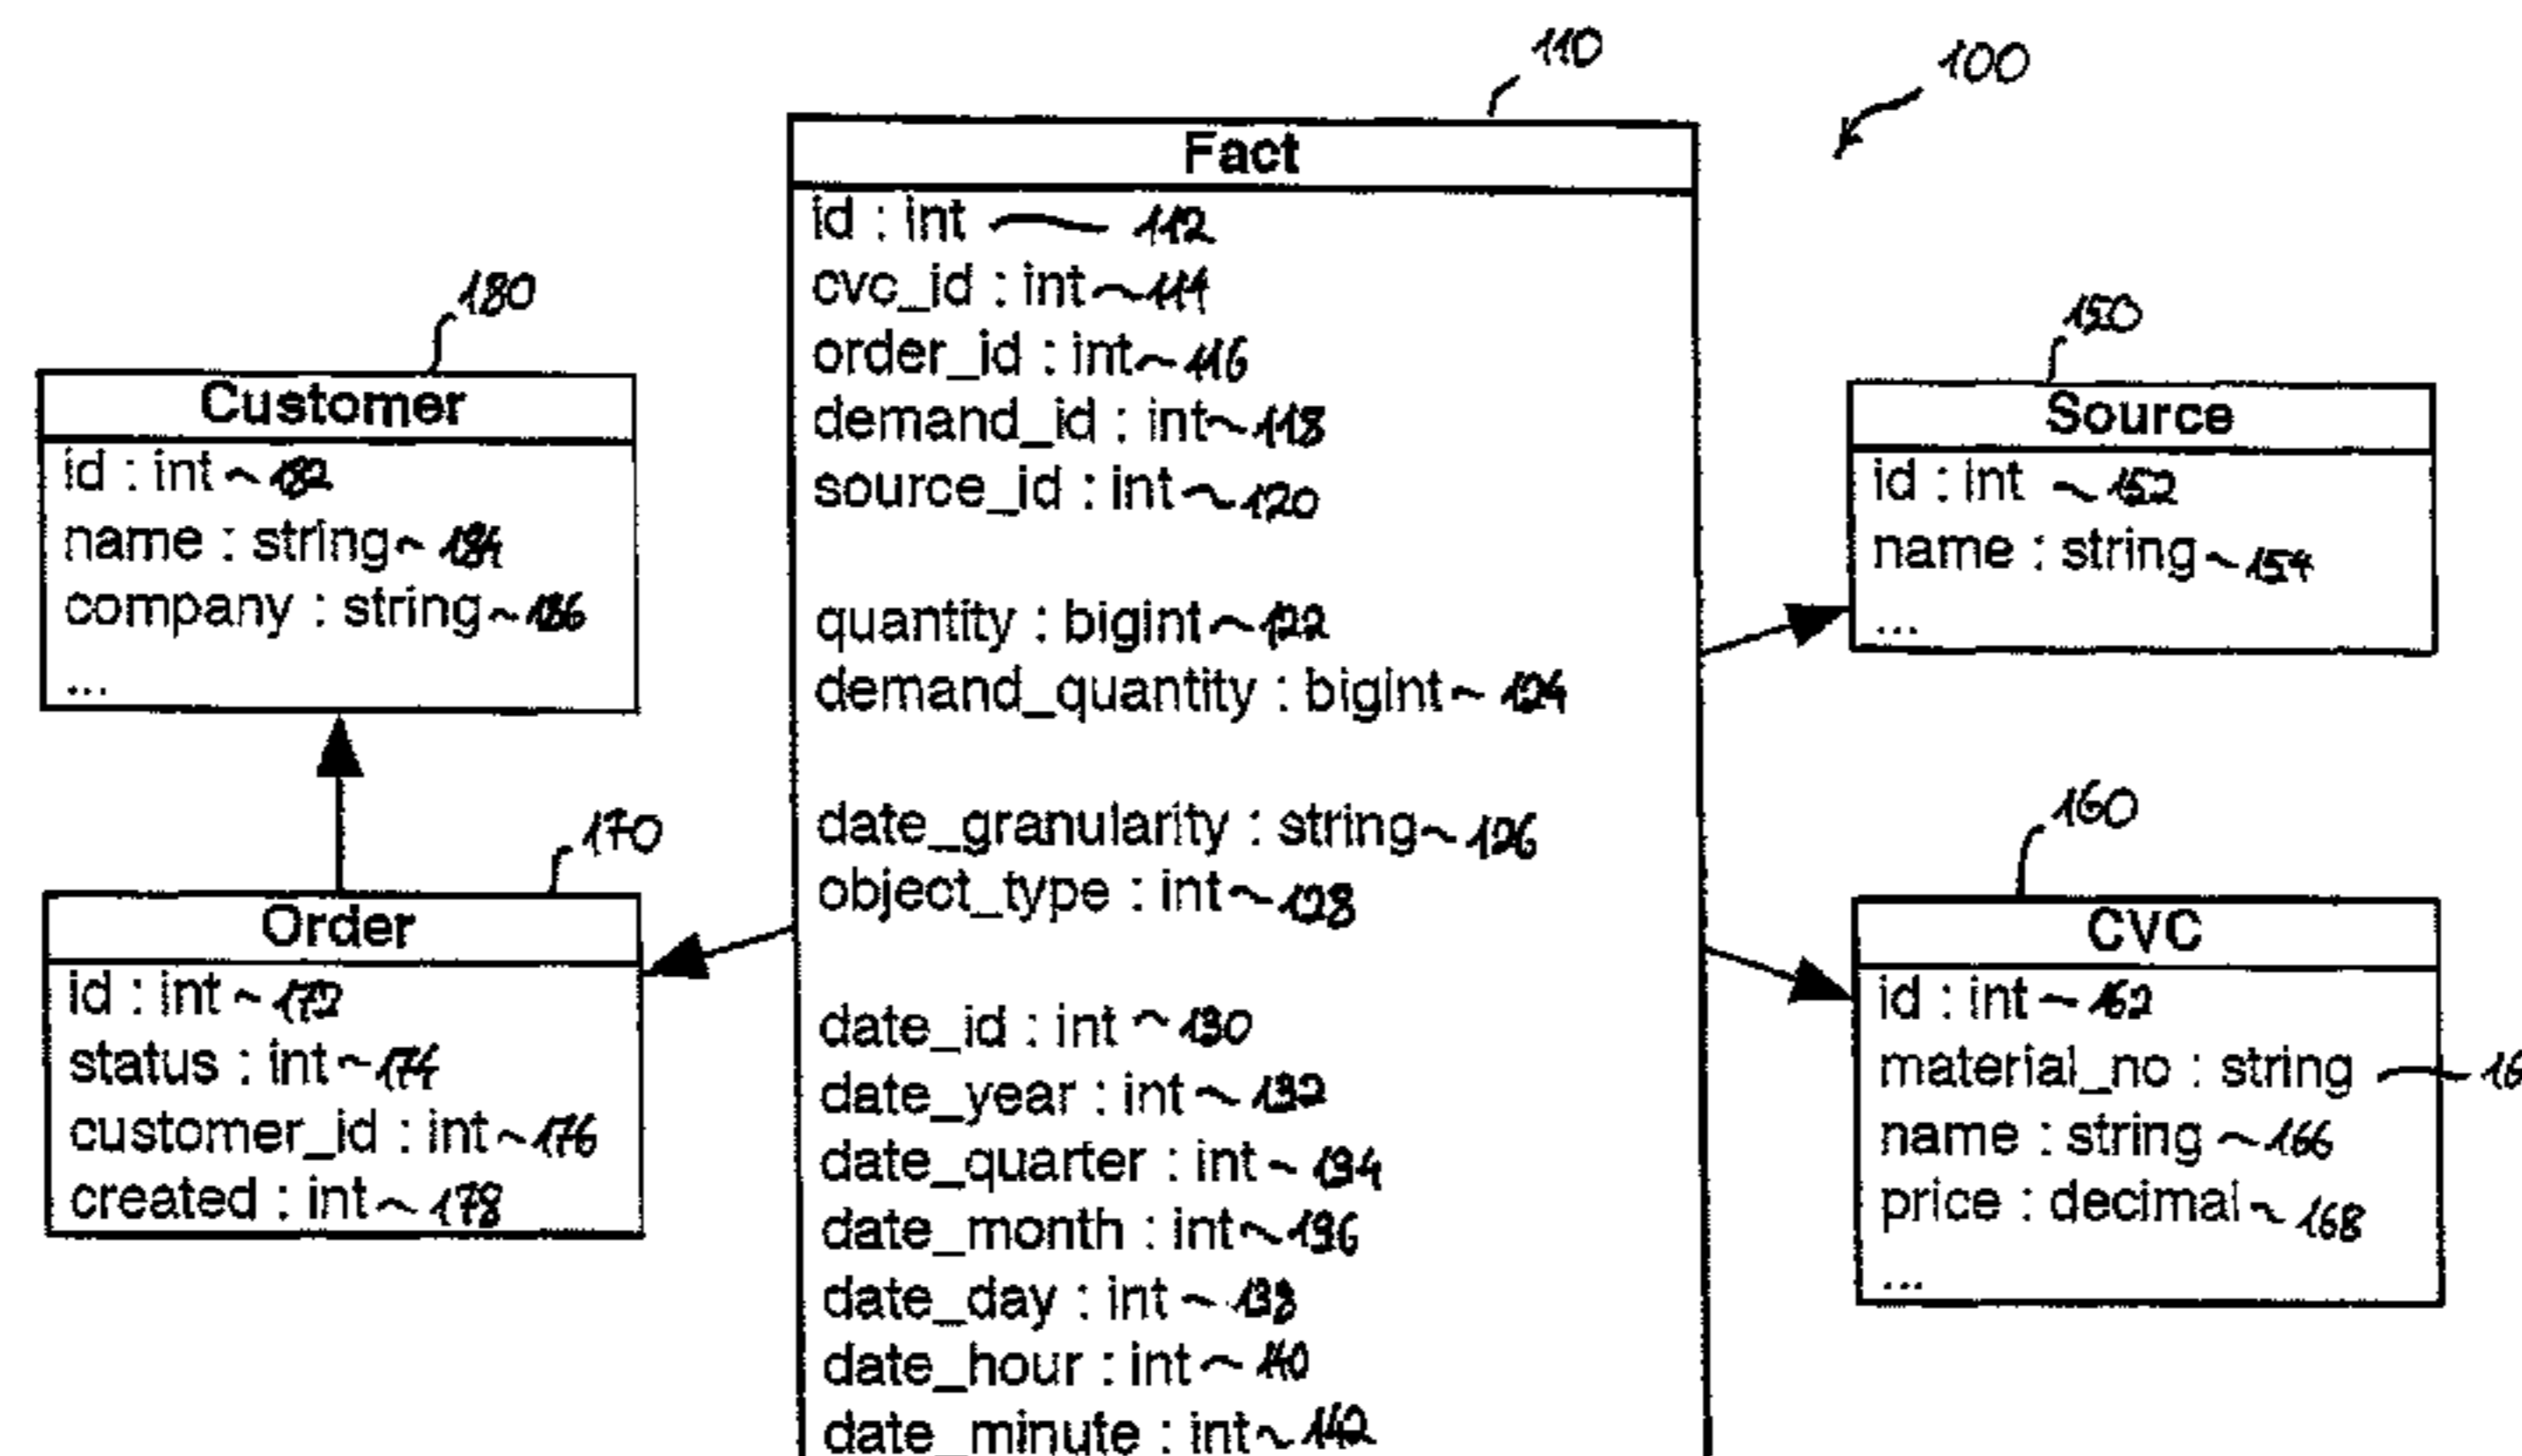 110
100
Fact
id : int 112
cvc_id : int 114
order_id : int 116
demand_id : int 118
source_id : int 120
quantity : bigint 122
demand_quantity : bigint 124
date_granularity : string 126
object_type : int 128
date_id : int 130
date_year : int 132
date_quarter : int 134
date_month : int 136
date_day : int 138
date_hour : int 140
date_minute : int 142
180
Customer
id : int 182
name : string 184
company : string 186
...
170
Order
id : int 172
status : int 174
customer_id : int 176
created : int 178
150
Source
id : int 152
name : string 154
...
160
CVC
id : int 162
material_no : string
name : string 166
price : decimal 168
...